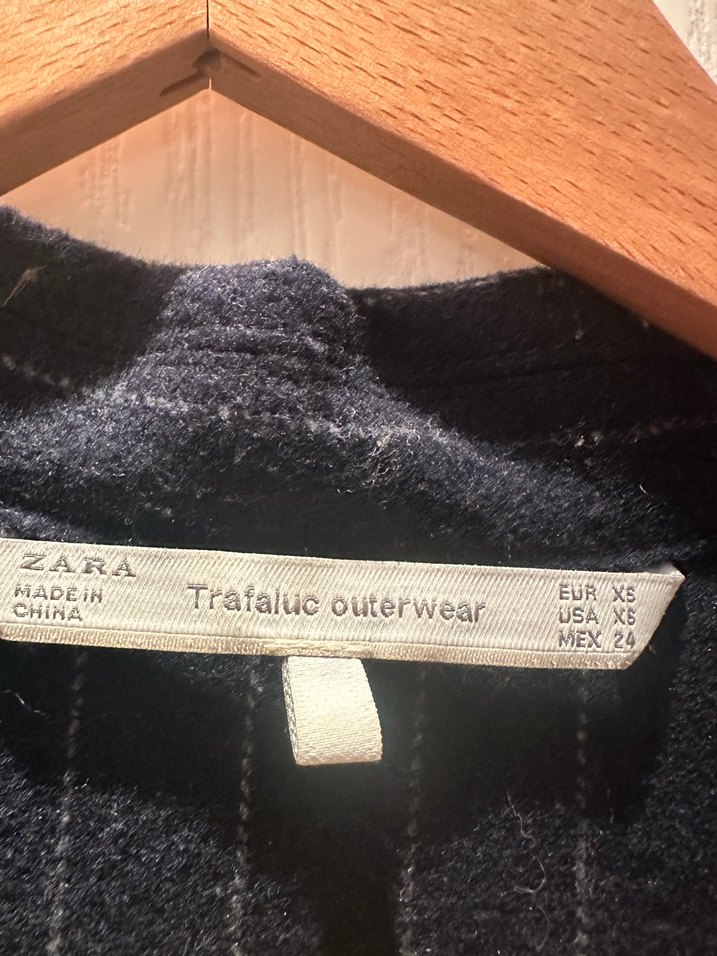 ZARA
MADE IN
CHINA
Trafaluc outerwear
EUR XS
USA XS
MEX 24